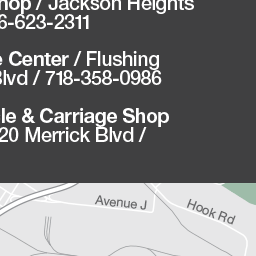 hop / Jackson Heights
6-623-2311
e Center / Flushing
Blvd / 718-358-0986
le & Carriage Shop
20 Merrick Blvd /
Avenue J
Hook Rd